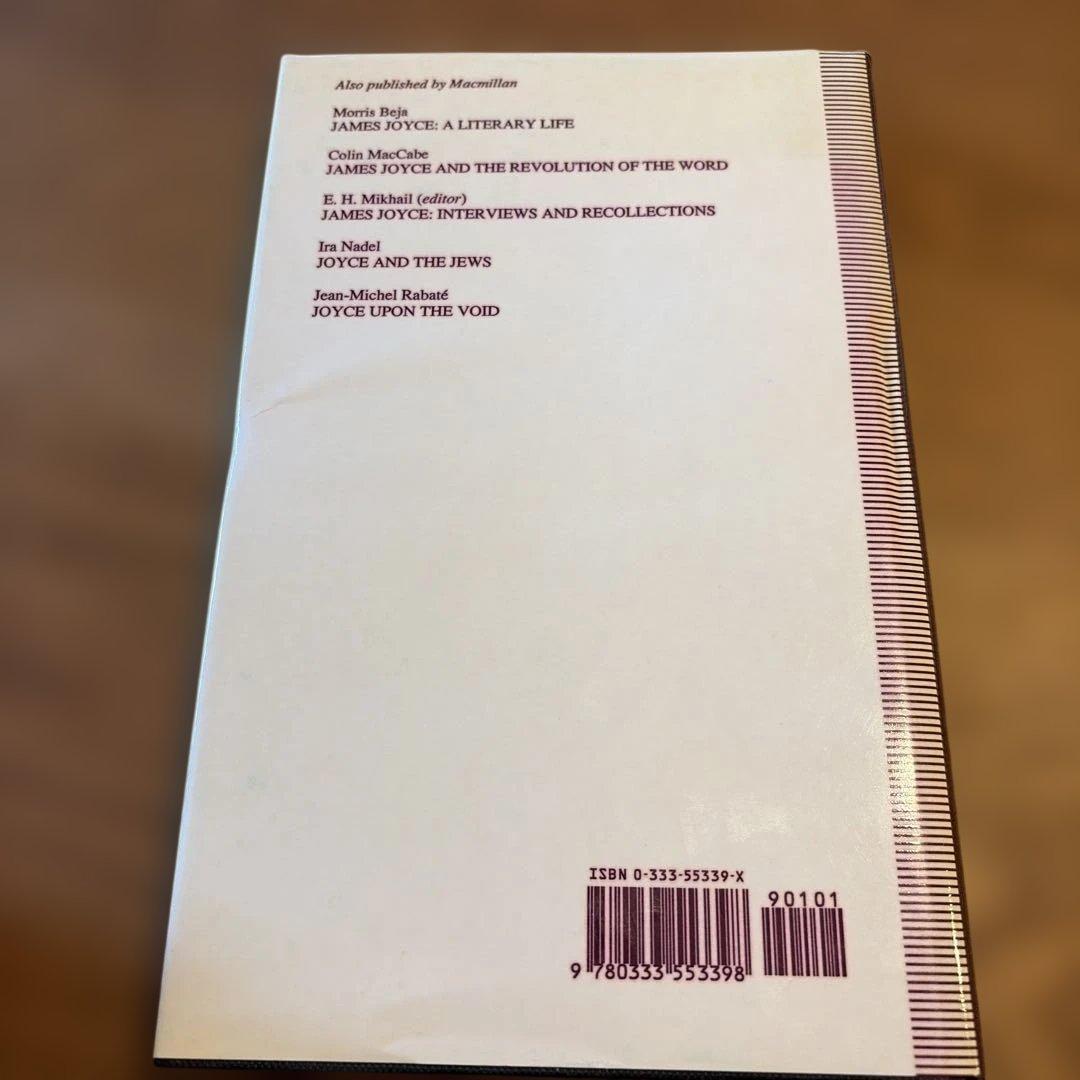 Also published by Macmillan
Morris Beja
JAMES JOYCE: A LITERARY LIFE
Colin MacCabe
JAMES JOYCE AND THE REVOLUTION OF THE WORD
E. H. Mikhail (editor)
JAMES JOYCE: INTERVIEWS AND RECOLLECTIONS
Ira Nadel
JOYCE AND THE JEWS
Jean-Michel Rabaté
JOYCE UPON THE VOID
ISBN 0-333-55339-X
90101
9 780333 553398